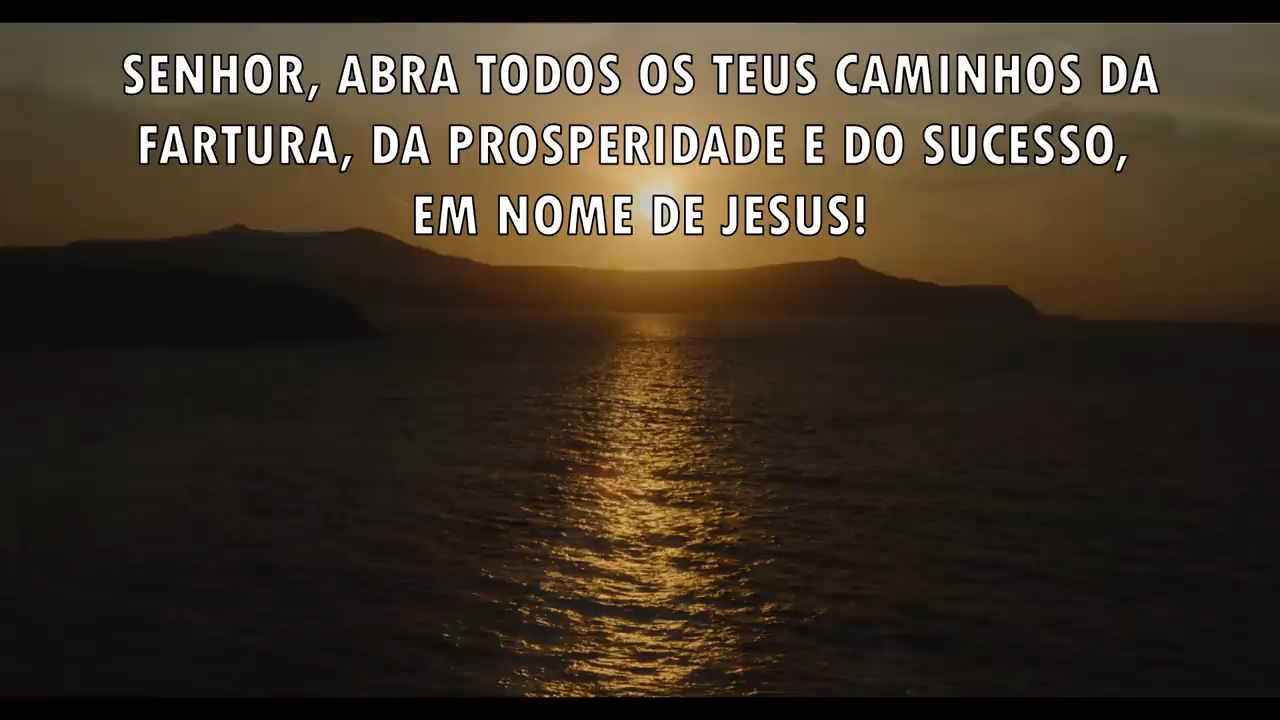 SENHOR, ABRA TODOS OS TEUS CAMINHOS DA
FARTURA, DA PROSPERIDADE E DO SUCESSO,
EM NOME DE JESUS!